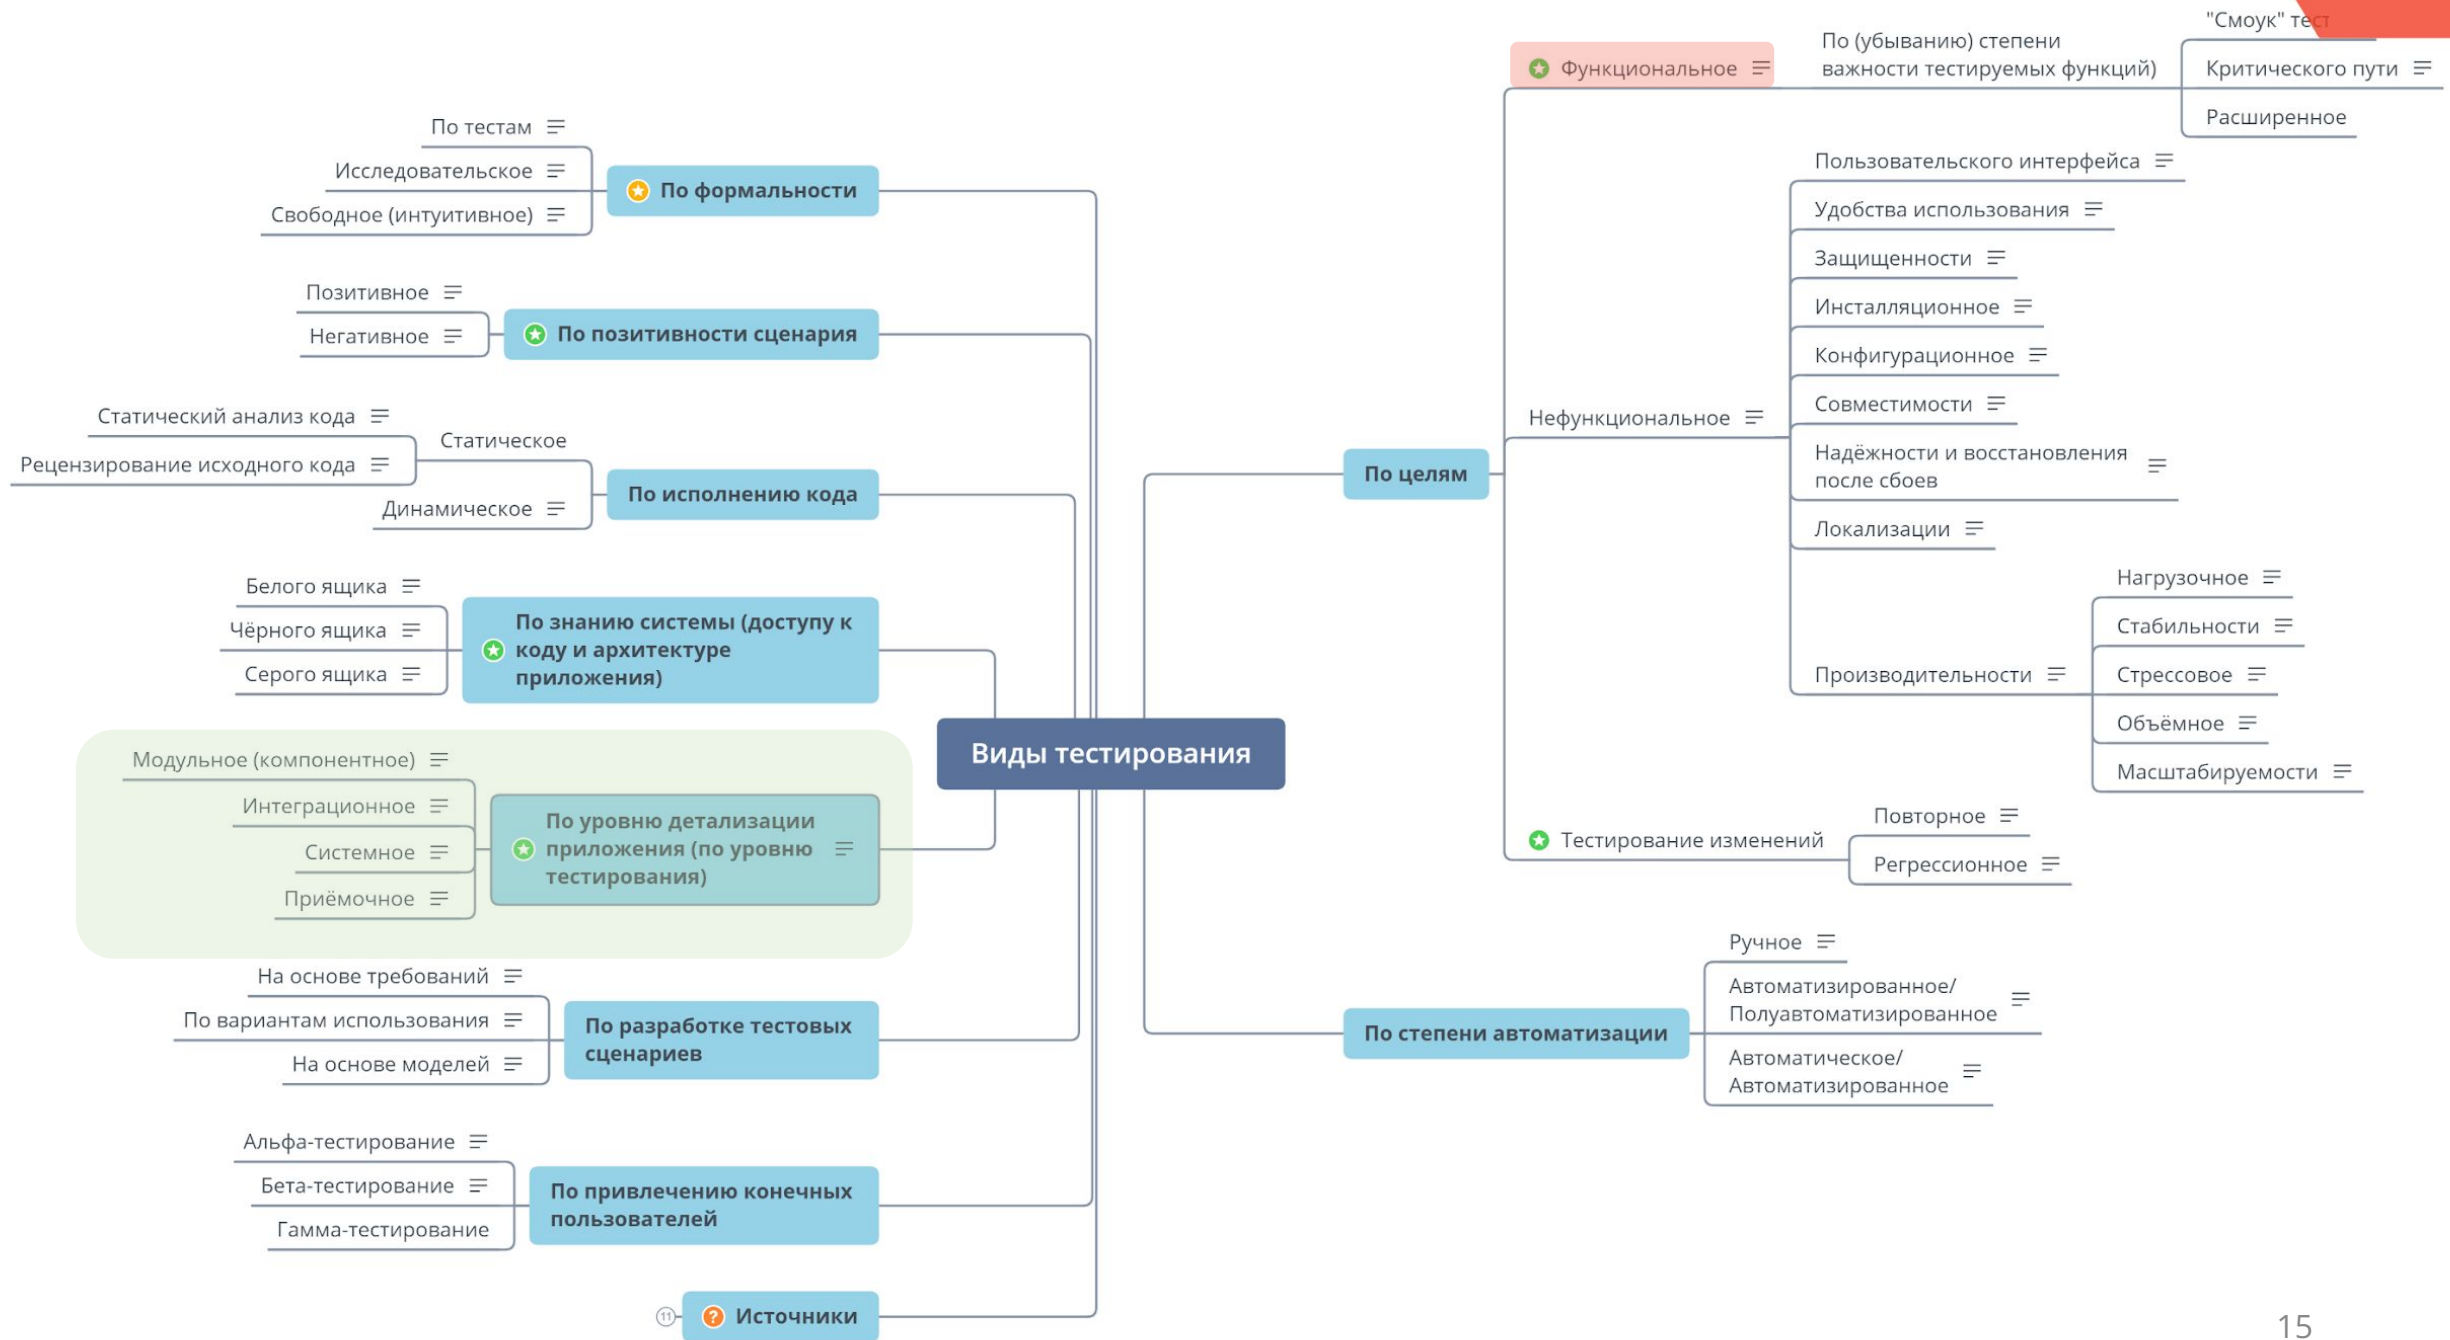 По формальности
По тестам
Исследовательское
Свободное (интуитивное)
По позитивности сценария
Позитивное
Негативное
По исполнению кода
Статическое
Статический анализ кода
Рецензирование исходного кода
Динамическое
По знанию системы (доступу к
коду и архитектуре
приложения)
Белого ящика
Чёрного ящика
Серого ящика
По уровню детализации
приложения (по уровню
тестирования)
Модульное (компонентное)
Интеграционное
Системное
Приёмочное
По разработке тестовых
сценариев
На основе требований
По вариантам использования
На основе моделей
По привлечению конечных
пользователей
Альфа-тестирование
Бета-тестирование
Гамма-тестирование
11
?
Источники
Виды тестирования
По целям
Функциональное
По (убыванию) степени
важности тестируемых функций)
"Смоук" тест
Критического пути
Расширенное
Нефункциональное
Пользовательского интерфейса
Удобства использования
Защищенности
Инсталляционное
Конфигурационное
Совместимости
Надёжности и восстановления
после сбоев
Локализации
Производительности
Нагрузочное
Стабильности
Стрессовое
Объёмное
Масштабируемости
Тестирование изменений
Повторное
Регрессионное
По степени автоматизации
Ручное
Автоматизированное/
Полуавтоматизированное
Автоматическое/
Автоматизированное
15